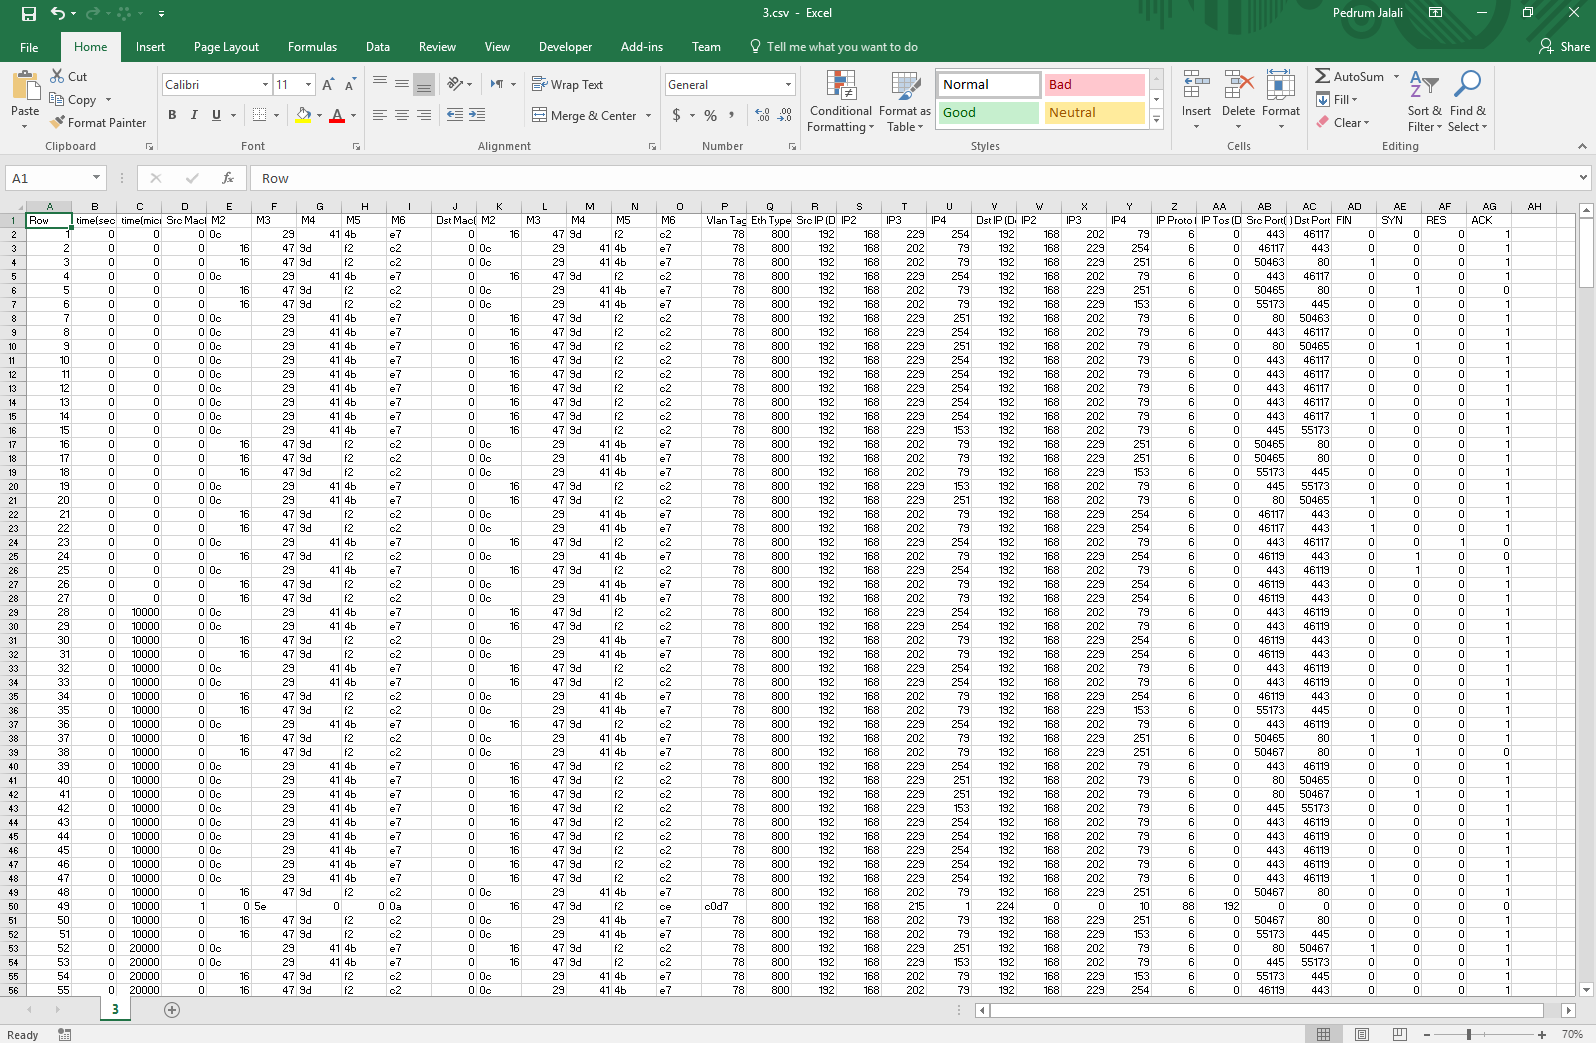 3.csv - Excel
Pedrum Jalali
File Home Insert Page Layout Formulas Data Review View Developer Add-ins Team Tell me what you want to do Share
Paste Cut Copy Format Painter Clipboard
Calibri 11 B I U Font
Wrap Text Merge & Center Alignment
General $ % , Number
Conditional Formatting Format as Table Normal Bad Good Neutral Styles
Insert Delete Format Cells
AutoSum Fill Clear Sort & Filter Find & Select Editing
A1 fx Row
A B C D E F G H I J K L M N O P Q R S T U V W X Y Z AA AB AC AD AE AF AG AH
1 Row time(sec time(micr Src Mac( M2 M3 M4 M5 M6 Dst Mac( M2 M3 M4 M5 M6 Vlan Tag Eth Type Src IP (D IP2 IP3 IP4 Dst IP (De IP2 IP3 IP4 IP Proto ( IP Tos (D Src Port( ) Dst Port FIN SYN RES ACK
2 1 0 0 0 0c 29 41 4b e7 0 16 47 9d f2 c2 78 800 192 168 229 254 192 168 202 79 6 0 443 46117 0 0 0 1
3 2 0 0 0 16 47 9d f2 c2 0 0c 29 41 4b e7 78 800 192 168 202 79 192 168 229 254 6 0 46117 443 0 0 0 1
4 3 0 0 0 16 47 9d f2 c2 0 0c 29 41 4b e7 78 800 192 168 202 79 192 168 229 251 6 0 50463 80 1 0 0 1
5 4 0 0 0 0c 29 41 4b e7 0 16 47 9d f2 c2 78 800 192 168 229 254 192 168 202 79 6 0 443 46117 0 0 0 1
6 5 0 0 0 16 47 9d f2 c2 0 0c 29 41 4b e7 78 800 192 168 202 79 192 168 229 251 6 0 50465 80 0 1 0 0
7 6 0 0 0 16 47 9d f2 c2 0 0c 29 41 4b e7 78 800 192 168 202 79 192 168 229 153 6 0 55173 445 0 0 0 1
8 7 0 0 0 0c 29 41 4b e7 0 16 47 9d f2 c2 78 800 192 168 229 251 192 168 202 79 6 0 80 50463 0 0 0 1
9 8 0 0 0 0c 29 41 4b e7 0 16 47 9d f2 c2 78 800 192 168 229 254 192 168 202 79 6 0 443 46117 0 0 0 1
10 9 0 0 0 0c 29 41 4b e7 0 16 47 9d f2 c2 78 800 192 168 229 251 192 168 202 79 6 0 80 50465 0 1 0 1
11 10 0 0 0 0c 29 41 4b e7 0 16 47 9d f2 c2 78 800 192 168 229 254 192 168 202 79 6 0 443 46117 0 0 0 1
12 11 0 0 0 0c 29 41 4b e7 0 16 47 9d f2 c2 78 800 192 168 229 254 192 168 202 79 6 0 443 46117 0 0 0 1
13 12 0 0 0 0c 29 41 4b e7 0 16 47 9d f2 c2 78 800 192 168 229 254 192 168 202 79 6 0 443 46117 0 0 0 1
14 13 0 0 0 0c 29 41 4b e7 0 16 47 9d f2 c2 78 800 192 168 229 254 192 168 202 79 6 0 443 46117 0 0 0 1
15 14 0 0 0 0c 29 41 4b e7 0 16 47 9d f2 c2 78 800 192 168 229 254 192 168 202 79 6 0 443 46117 1 0 0 1
16 15 0 0 0 0c 29 41 4b e7 0 16 47 9d f2 c2 78 800 192 168 229 153 192 168 202 79 6 0 445 55173 0 0 0 1
17 16 0 0 0 16 47 9d f2 c2 0 0c 29 41 4b e7 78 800 192 168 202 79 192 168 229 251 6 0 50465 80 0 0 0 1
18 17 0 0 0 16 47 9d f2 c2 0 0c 29 41 4b e7 78 800 192 168 202 79 192 168 229 251 6 0 50465 80 0 0 0 1
19 18 0 0 0 16 47 9d f2 c2 0 0c 29 41 4b e7 78 800 192 168 202 79 192 168 229 153 6 0 55173 445 0 0 0 1
20 19 0 0 0 0c 29 41 4b e7 0 16 47 9d f2 c2 78 800 192 168 229 153 192 168 202 79 6 0 445 55173 0 0 0 1
21 20 0 0 0 0c 29 41 4b e7 0 16 47 9d f2 c2 78 800 192 168 229 251 192 168 202 79 6 0 80 50465 1 0 0 1
22 21 0 0 0 16 47 9d f2 c2 0 0c 29 41 4b e7 78 800 192 168 202 79 192 168 229 254 6 0 46117 443 0 0 0 1
23 22 0 0 0 16 47 9d f2 c2 0 0c 29 41 4b e7 78 800 192 168 202 79 192 168 229 254 6 0 46117 443 1 0 0 1
24 23 0 0 0 0c 29 41 4b e7 0 16 47 9d f2 c2 78 800 192 168 229 254 192 168 202 79 6 0 443 46117 0 0 1 0
25 24 0 0 0 16 47 9d f2 c2 0 0c 29 41 4b e7 78 800 192 168 202 79 192 168 229 254 6 0 46119 443 0 1 0 0
26 25 0 0 0 0c 29 41 4b e7 0 16 47 9d f2 c2 78 800 192 168 229 254 192 168 202 79 6 0 443 46119 0 1 0 1
27 26 0 0 0 16 47 9d f2 c2 0 0c 29 41 4b e7 78 800 192 168 202 79 192 168 229 254 6 0 46119 443 0 0 0 1
28 27 0 0 0 16 47 9d f2 c2 0 0c 29 41 4b e7 78 800 192 168 202 79 192 168 229 254 6 0 46119 443 0 0 0 1
29 28 0 10000 0 0c 29 41 4b e7 0 16 47 9d f2 c2 78 800 192 168 229 254 192 168 202 79 6 0 443 46119 0 0 0 1
30 29 0 10000 0 0c 29 41 4b e7 0 16 47 9d f2 c2 78 800 192 168 229 254 192 168 202 79 6 0 443 46119 0 0 0 1
31 30 0 10000 0 16 47 9d f2 c2 0 0c 29 41 4b e7 78 800 192 168 202 79 192 168 229 254 6 0 46119 443 0 0 0 1
32 31 0 10000 0 16 47 9d f2 c2 0 0c 29 41 4b e7 78 800 192 168 202 79 192 168 229 254 6 0 46119 443 0 0 0 1
33 32 0 10000 0 0c 29 41 4b e7 0 16 47 9d f2 c2 78 800 192 168 229 254 192 168 202 79 6 0 443 46119 0 0 0 1
34 33 0 10000 0 0c 29 41 4b e7 0 16 47 9d f2 c2 78 800 192 168 229 254 192 168 202 79 6 0 443 46119 0 0 0 1
35 34 0 10000 0 16 47 9d f2 c2 0 0c 29 41 4b e7 78 800 192 168 202 79 192 168 229 254 6 0 46119 443 0 0 0 1
36 35 0 10000 0 16 47 9d f2 c2 0 0c 29 41 4b e7 78 800 192 168 202 79 192 168 229 153 6 0 55173 445 0 0 0 1
37 36 0 10000 0 0c 29 41 4b e7 0 16 47 9d f2 c2 78 800 192 168 229 254 192 168 202 79 6 0 443 46119 0 0 0 1
38 37 0 10000 0 16 47 9d f2 c2 0 0c 29 41 4b e7 78 800 192 168 202 79 192 168 229 251 6 0 50465 80 1 0 0 1
39 38 0 10000 0 16 47 9d f2 c2 0 0c 29 41 4b e7 78 800 192 168 202 79 192 168 229 251 6 0 50467 80 0 1 0 0
40 39 0 10000 0 0c 29 41 4b e7 0 16 47 9d f2 c2 78 800 192 168 229 254 192 168 202 79 6 0 443 46119 0 0 0 1
41 40 0 10000 0 0c 29 41 4b e7 0 16 47 9d f2 c2 78 800 192 168 229 251 192 168 202 79 6 0 80 50465 0 0 0 1
42 41 0 10000 0 0c 29 41 4b e7 0 16 47 9d f2 c2 78 800 192 168 229 251 192 168 202 79 6 0 80 50467 0 1 0 1
43 42 0 10000 0 0c 29 41 4b e7 0 16 47 9d f2 c2 78 800 192 168 229 153 192 168 202 79 6 0 445 55173 0 0 0 1
44 43 0 10000 0 0c 29 41 4b e7 0 16 47 9d f2 c2 78 800 192 168 229 254 192 168 202 79 6 0 443 46119 0 0 0 1
45 44 0 10000 0 0c 29 41 4b e7 0 16 47 9d f2 c2 78 800 192 168 229 254 192 168 202 79 6 0 443 46119 0 0 0 1
46 45 0 10000 0 0c 29 41 4b e7 0 16 47 9d f2 c2 78 800 192 168 229 254 192 168 202 79 6 0 443 46119 0 0 0 1
47 46 0 10000 0 0c 29 41 4b e7 0 16 47 9d f2 c2 78 800 192 168 229 254 192 168 202 79 6 0 443 46119 0 0 0 1
48 47 0 10000 0 0c 29 41 4b e7 0 16 47 9d f2 c2 78 800 192 168 229 254 192 168 202 79 6 0 443 46119 1 0 0 1
49 48 0 10000 0 16 47 9d f2 c2 0 0c 29 41 4b e7 78 800 192 168 202 79 192 168 229 251 6 0 50467 80 0 0 0 1
50 49 0 10000 1 0 5e 0 0 0a 0 16 47 9d f2 ce c0d7 800 192 168 215 1 224 0 0 10 88 192 0 0 0 0 0 0
51 50 0 10000 0 16 47 9d f2 c2 0 0c 29 41 4b e7 78 800 192 168 202 79 192 168 229 251 6 0 50467 80 0 0 0 1
52 51 0 10000 0 16 47 9d f2 c2 0 0c 29 41 4b e7 78 800 192 168 202 79 192 168 229 153 6 0 55173 445 0 0 0 1
53 52 0 20000 0 0c 29 41 4b e7 0 16 47 9d f2 c2 78 800 192 168 229 251 192 168 202 79 6 0 80 50467 1 0 0 1
54 53 0 20000 0 0c 29 41 4b e7 0 16 47 9d f2 c2 78 800 192 168 229 153 192 168 202 79 6 0 445 55173 0 0 0 1
55 54 0 20000 0 16 47 9d f2 c2 0 0c 29 41 4b e7 78 800 192 168 202 79 192 168 229 153 6 0 55173 445 0 0 0 1
56 55 0 20000 0 16 47 9d f2 c2 0 0c 29 41 4b e7 78 800 192 168 202 79 192 168 229 254 6 0 46119 443 0 0 0 1
3
Ready 70%